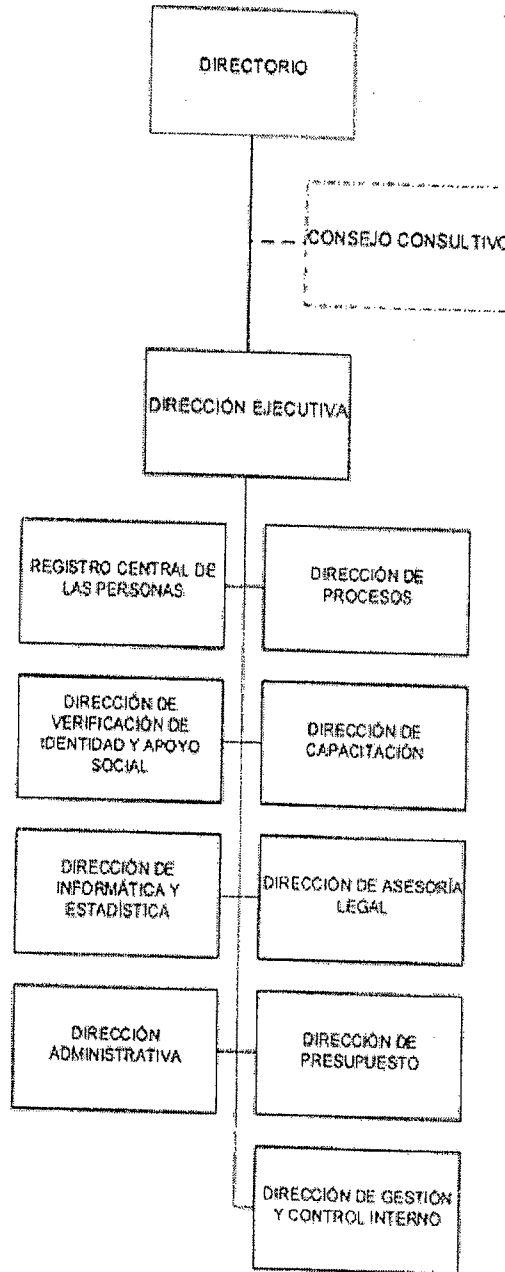 DIRECTORIO
CONSEJO CONSULTIVO
DIRECCIÓN EJECUTIVA
REGISTRO CENTRAL DE
LAS PERSONAS
DIRECCIÓN DE
PROCESOS
DIRECCIÓN DE
VERIFICACIÓN DE
IDENTIDAD Y APOYO
SOCIAL
DIRECCIÓN DE
CAPACITACIÓN
DIRECCIÓN DE
INFORMÁTICA Y
ESTADÍSTICA
DIRECCIÓN DE ASESORÍA
LEGAL
DIRECCIÓN
ADMINISTRATIVA
DIRECCIÓN DE
PRESUPUESTO
DIRECCIÓN DE GESTIÓN
Y CONTROL INTERNO